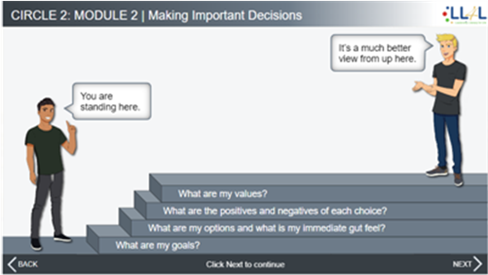 CIRCLE 2: MODULE 2 | Making Important Decisions
LLAL
It's a much better
view from up here.
You are
standing here.
What are my values?
What are the positives and negatives of each choice?
What are my options and what is my immediate gut feel?
What are my goals?
BACK
Click Next to continue
NEXT